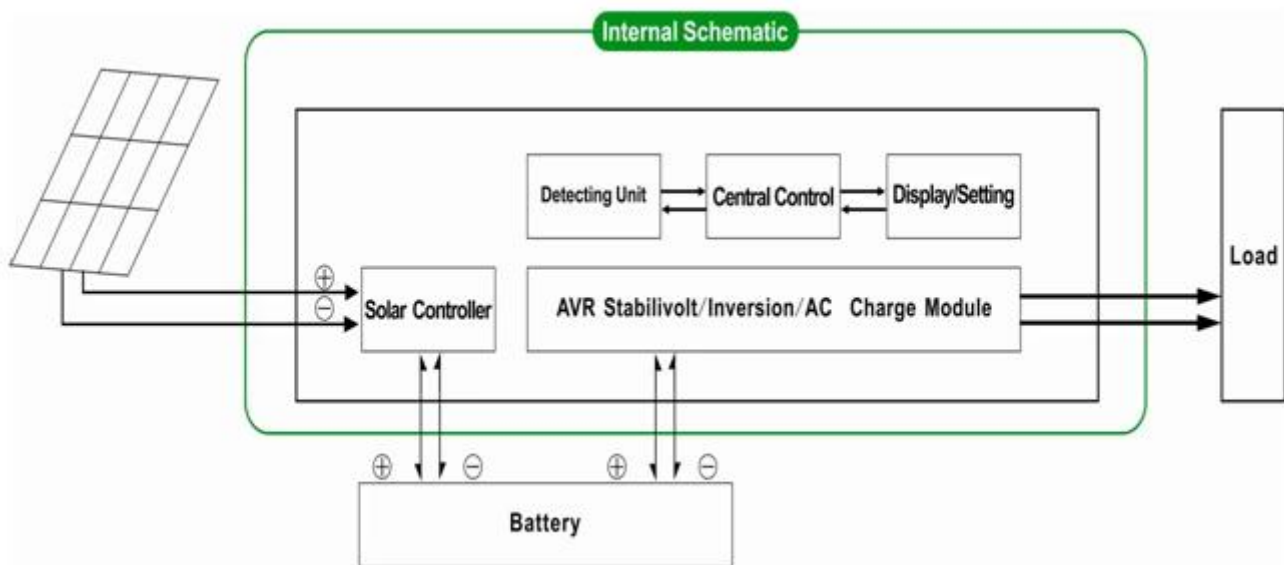 Internal Schematic
Detecting Unit
Central Control
Display/Setting
Load
⊕
⊖
Solar Controller
AVR Stabilivolt/Inversion/AC Charge Module
⊕
⊖
⊕
⊖
Battery